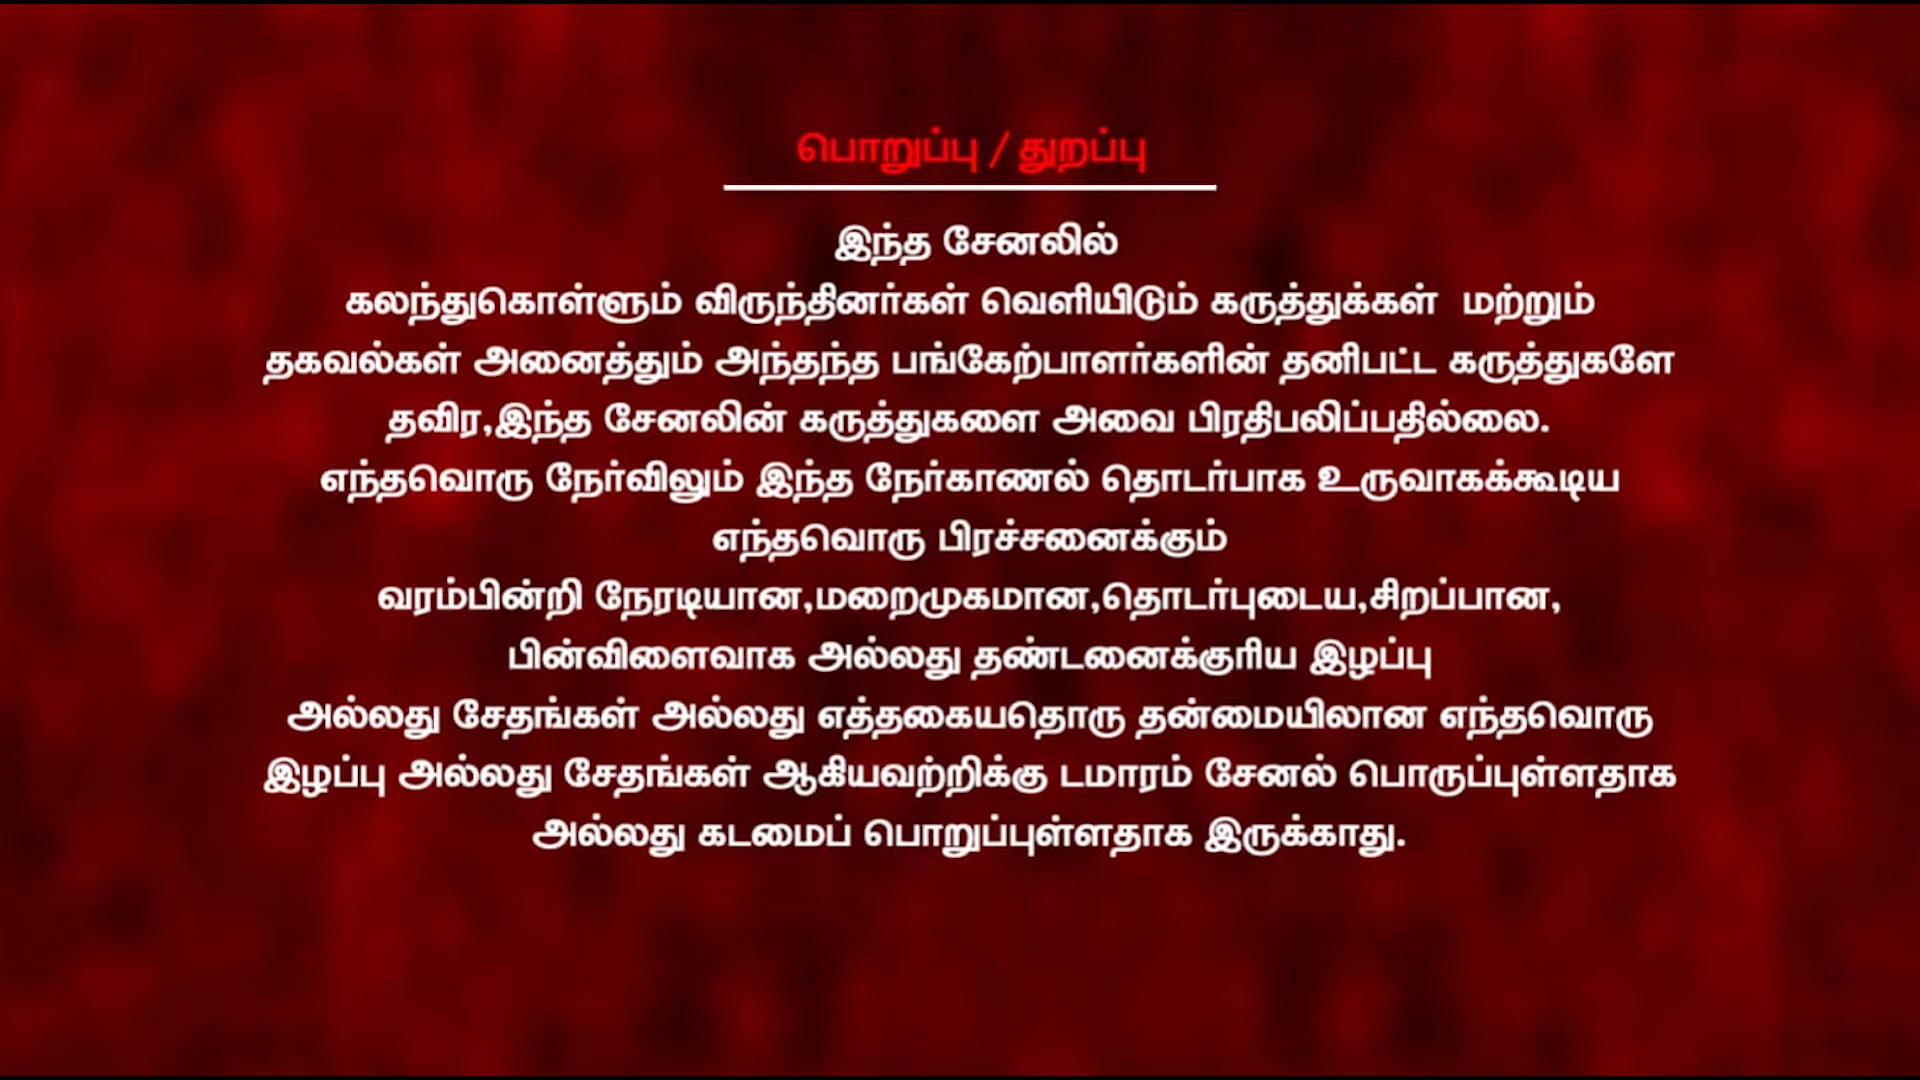 பொறுப்பு / துறப்பு
இந்த சேனலில்
கலந்துகொள்ளும் விருந்தினர்கள் வெளியிடும் கருத்துக்கள் மற்றும்
தகவல்கள் அனைத்தும் அந்தந்த பங்கேற்பாளர்களின் தனிபட்ட கருத்துகளே
தவிர,இந்த சேனலின் கருத்துகளை அவை பிரதிபலிப்பதில்லை.
எந்தவொரு நேர்விலும் இந்த நேர்காணல் தொடர்பாக உருவாகக்கூடிய
எந்தவொரு பிரச்சனைக்கும்
வரம்பின்றி நேரடியான,மறைமுகமான,தொடர்புடைய,சிறப்பான,
பின்விளைவாக அல்லது தண்டனைக்குரிய இழப்பு
அல்லது சேதங்கள் அல்லது எத்தகையதொரு தன்மையிலான எந்தவொரு
இழப்பு அல்லது சேதங்கள் ஆகியவற்றிக்கு டமாரம் சேனல் பொருப்புள்ளதாக
அல்லது கடமைப் பொறுப்புள்ளதாக இருக்காது.